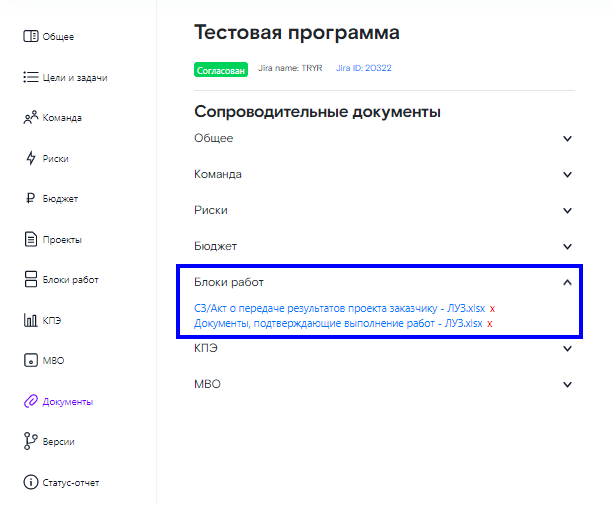 Общее
Цели и задачи
Команда
Риски
Бюджет
Проекты
Блоки работ
КПЭ
МВО
Документы
Версии
Статус-отчет
Тестовая программа
Согласован Jira name: TRYR Jira ID: 20322
Сопроводительные документы
Общее
Команда
Риски
Бюджет
Блоки работ
СЗ/Акт о передаче результатов проекта заказчику - ЛУЗ.xlsx x
Документы, подтверждающие выполнение работ - ЛУЗ.xlsx x
КПЭ
МВО